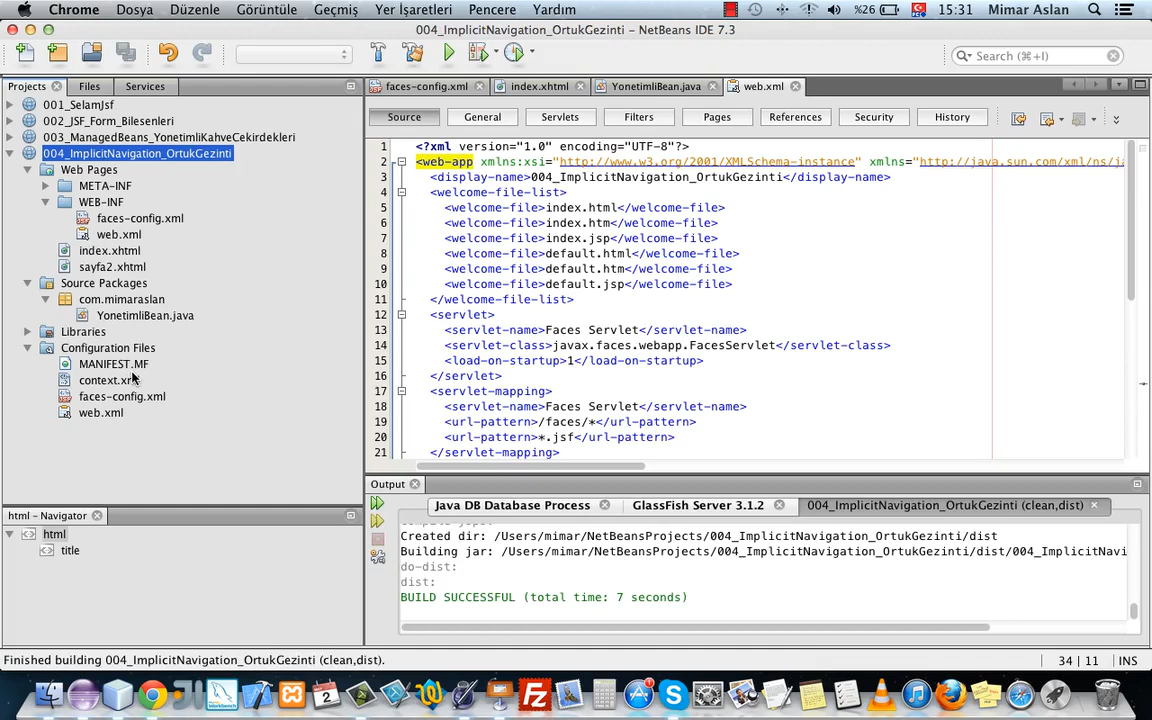 Chrome Dosya Düzenle Görüntüle Geçmiş Yer İşaretleri Pencere Yardım %26 15:31 Mimar Aslan
004_ImplicitNavigation_OrtukGezinti - NetBeans IDE 7.3
Search (⌘+I)
Projects Files Services
faces-config.xml index.xhtml YonetimliBean.java web.xml
001_SelamJsf
002_JSF_Form_Bilesenleri
003_ManagedBeans_YonetimliKahveCekirdekleri
004_ImplicitNavigation_OrtukGezinti
Web Pages
META-INF
WEB-INF
faces-config.xml
web.xml
index.xhtml
sayfa2.xhtml
Source Packages
com.mimaraslan
YonetimliBean.java
Libraries
Configuration Files
MANIFEST.MF
faces-config.xml
web.xml
Source General Servlets Filters Pages References Security History
1 <?xml version="1.0" encoding="UTF-8"?>
2 <web-app xmlns:xsi="http://www.w3.org/2001/XMLSchema-instance" xmlns="http://java.sun.com/xml/ns/ja
3 <display-name>004_ImplicitNavigation_OrtukGezinti</display-name>
4 <welcome-file-list>
5 <welcome-file>index.html</welcome-file>
6 <welcome-file>index.htm</welcome-file>
7 <welcome-file>index.jsp</welcome-file>
8 <welcome-file>default.html</welcome-file>
9 <welcome-file>default.htm</welcome-file>
10 <welcome-file>default.jsp</welcome-file>
11 </welcome-file-list>
12 <servlet>
13 <servlet-name>Faces Servlet</servlet-name>
14 <servlet-class>javax.faces.webapp.FacesServlet</servlet-class>
15 <load-on-startup>1</load-on-startup>
16 </servlet>
17 <servlet-mapping>
18 <servlet-name>Faces Servlet</servlet-name>
19 <url-pattern>/faces/*</url-pattern>
20 <url-pattern>*.jsf</url-pattern>
21 </servlet-mapping>
html - Navigator
html
title
Output
Java DB Database Process GlassFish Server 3.1.2 004_ImplicitNavigation_OrtukGezinti (clean,dist)
Created dir: /Users/mimar/NetBeansProjects/004_ImplicitNavigation_OrtukGezinti/dist
Building jar: /Users/mimar/NetBeansProjects/004_ImplicitNavigation_OrtukGezinti/dist/004_ImplicitNavi
do-dist:
dist:
BUILD SUCCESSFUL (total time: 7 seconds)
Finished building 004_ImplicitNavigation_OrtukGezinti (clean,dist). 34 | 11 INS